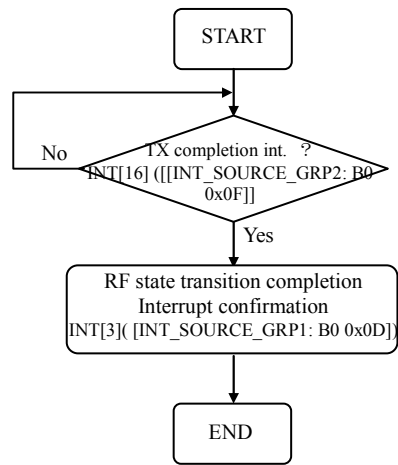 START
TX completion int. ?
No
INT[16] ([[INT_SOURCE_GRP2: B0
0x0F]]
Yes
RF state transition completion
Interrupt confirmation
INT[3]( [INT_SOURCE_GRP1: B0 0x0D])
END